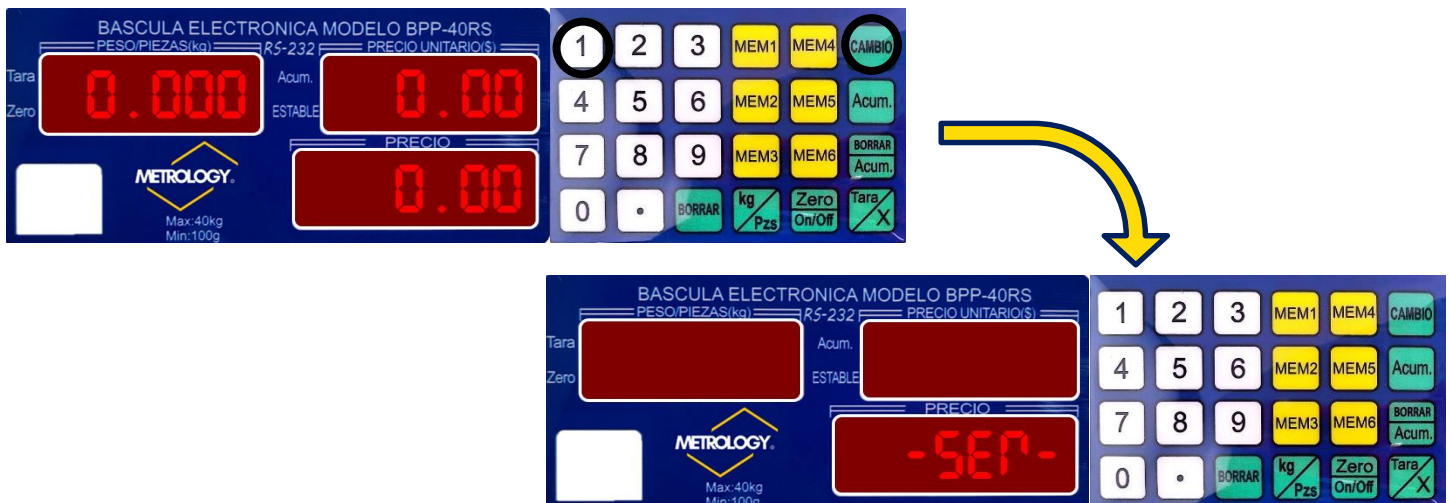 BASCULA ELECTRONICA MODELO BPP-40RS
PESO/PIEZAS(kg) RS-232 PRECIO UNITARIO($)
Tara 0.000 Acum. 0.00
Zero ESTABLE
PRECIO
0.00
METROLOGY®
Max:40kg
Min:100g
1 2 3 MEM1 MEM4 CAMBIO
4 5 6 MEM2 MEM5 Acum.
7 8 9 MEM3 MEM6 BORRAR Acum.
0 . BORRAR kg/Pzs Zero On/Off Tara/X
BASCULA ELECTRONICA MODELO BPP-40RS
PESO/PIEZAS(kg) RS-232 PRECIO UNITARIO($)
Tara Acum.
Zero ESTABLE
PRECIO
METROLOGY®
Max:40kg
Min:100g
1 2 3 MEM1 MEM4 CAMBIO
4 5 6 MEM2 MEM5 Acum.
7 8 9 MEM3 MEM6 BORRAR Acum.
0 . BORRAR kg/Pzs Zero On/Off Tara/X